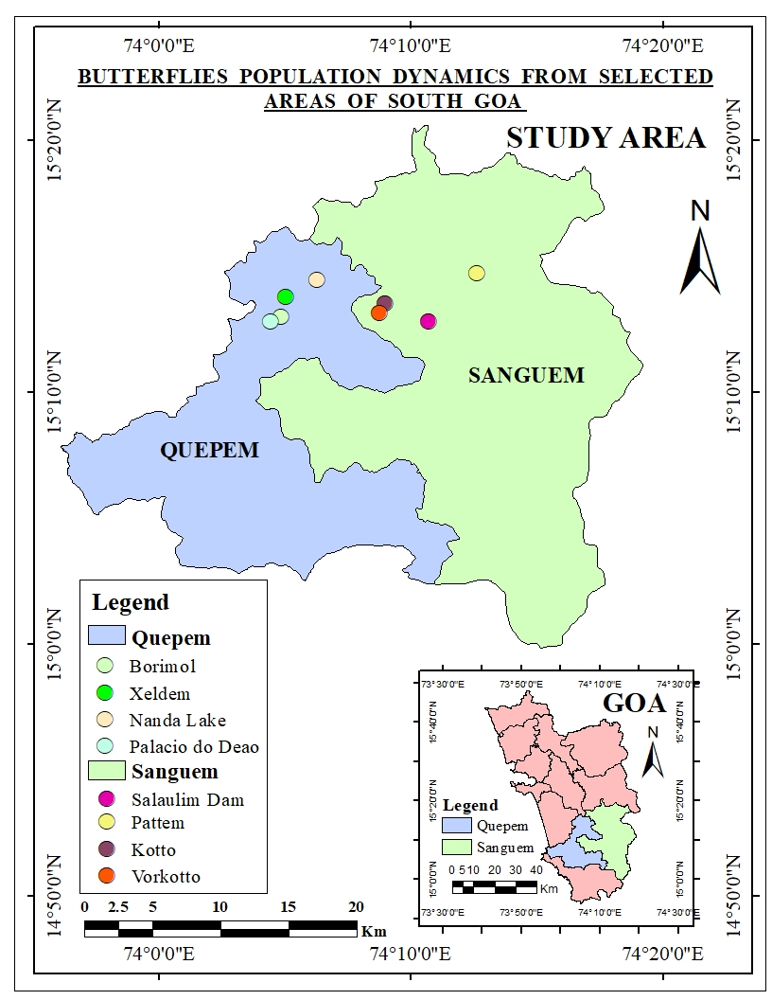 74°0'0"E 74°10'0"E 74°20'0"E
BUTTERFLIES POPULATION DYNAMICS FROM SELECTED
AREAS OF SOUTH GOA
STUDY AREA
15°20'0"N 15°20'0"N
N
15°10'0"N 15°10'0"N
SANGUEM
QUEPEM
15°0'0"N 15°0'0"N
Legend
Quepem
Borimol
Xeldem
Nanda Lake
Palacio do Deao
Sanguem
Salaulim Dam
Pattem
Kotto
Vorkotto
0 2.5 5 10 15 20
Km
14°50'0"N 14°50'0"N
74°0'0"E 74°10'0"E 74°20'0"E
73°30'0"E 73°50'0"E 74°10'0"E 74°30'0"E
GOA
N
15°40'0"N 15°40'0"N
15°20'0"N 15°20'0"N
Legend
Quepem
Sanguem
0 5 10 20 30 40
Km
15°0'0"N 15°0'0"N
73°30'0"E 73°50'0"E 74°10'0"E 74°30'0"E